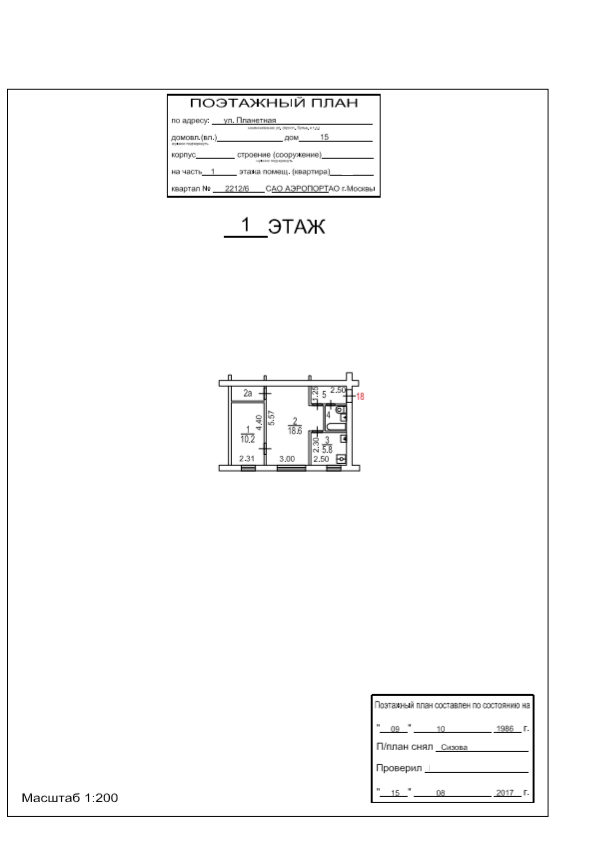 ПОЭТАЖНЫЙ ПЛАН
по адресу: ул. Планетная
домовл.(вл.) дом 15
корпус строение (сооружение)
на часть 1 этажа помещ. (квартира)
квартал № 2212/6 САО АЭРОПОРТ АО г.Москвы
1 ЭТАЖ
2а
5
1.25
2.50
18
4
1
10.2
4.40
5.57
2
18.6
2.30
3
5.8
2.31
3.00
2.50
Поэтажный план составлен по состоянию на
" 09 " 10 1986 г.
П/план снял Сизова
Проверил
" 15 " 08 2017 г.
Масштаб 1:200